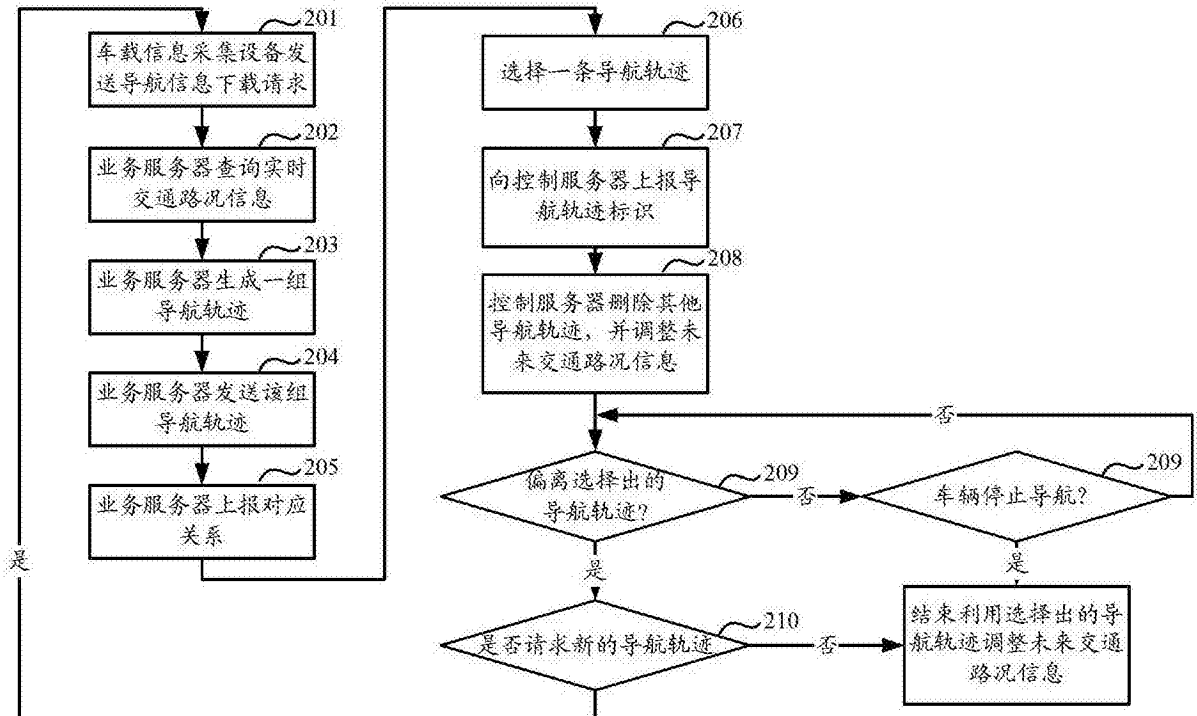 201
车载信息采集设备发
送导航信息下载请求
202
业务服务器查询实时
交通路况信息
203
业务服务器生成一组
导航轨迹
204
业务服务器发送该组
导航轨迹
205
业务服务器上报对应
关系
是
206
选择一条导航轨迹
207
向控制服务器上报导
航轨迹标识
208
控制服务器删除其他
导航轨迹，并调整未
来交通路况信息
否
209
偏离选择出的
导航轨迹？
否
209
车辆停止导航？
是
是
210
是否请求新的导航轨迹
否
结束利用选择出的导
航轨迹调整未来交通
路况信息